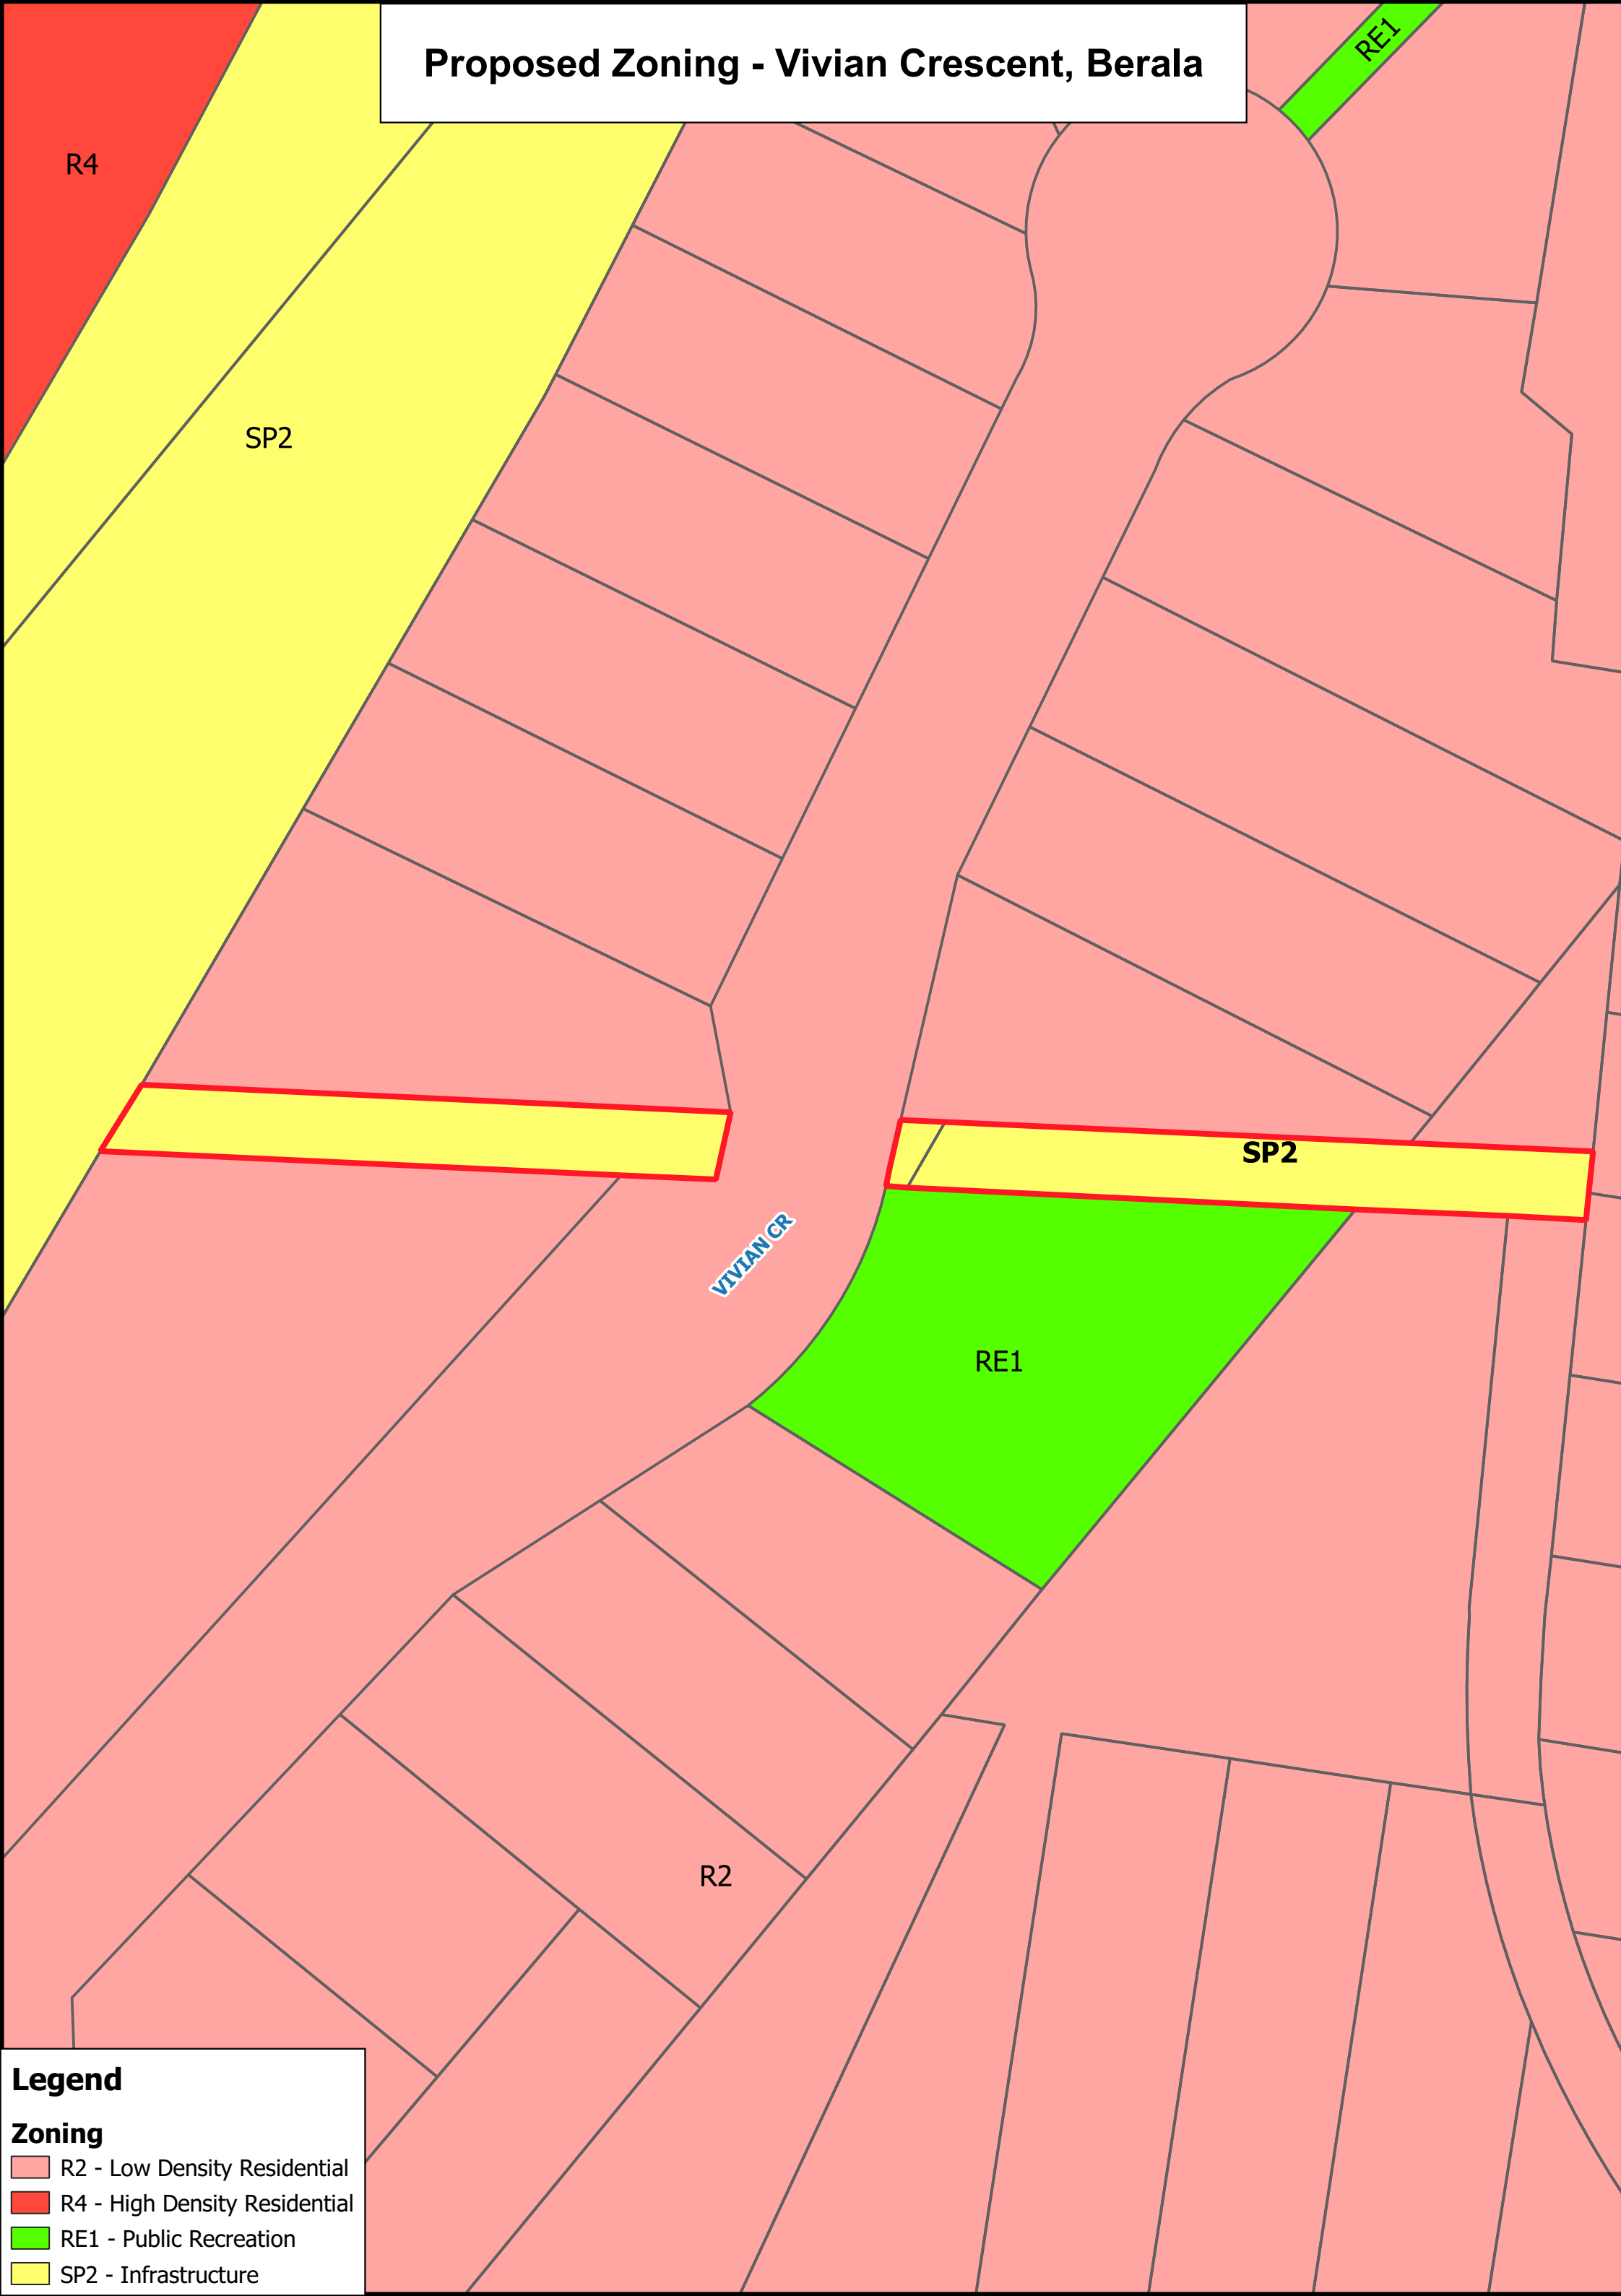 Proposed Zoning - Vivian Crescent, Berala
RE1
R4
SP2
SP2
VIVIAN CR
RE1
R2
Legend
Zoning
R2 - Low Density Residential
R4 - High Density Residential
RE1 - Public Recreation
SP2 - Infrastructure